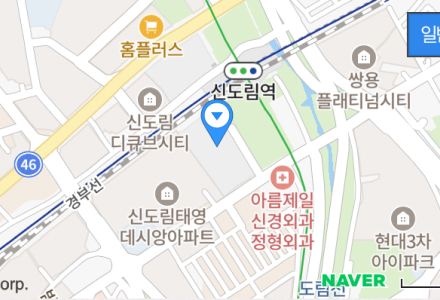 일반
홈플러스
쌍용
플래티넘시티
신도림역
신도림
디큐브시티
46
경부선
아름제일
신경외과
정형외과
신도림태영
데시앙아파트
현대3차
아이파크
도림천
NAVER
orp.